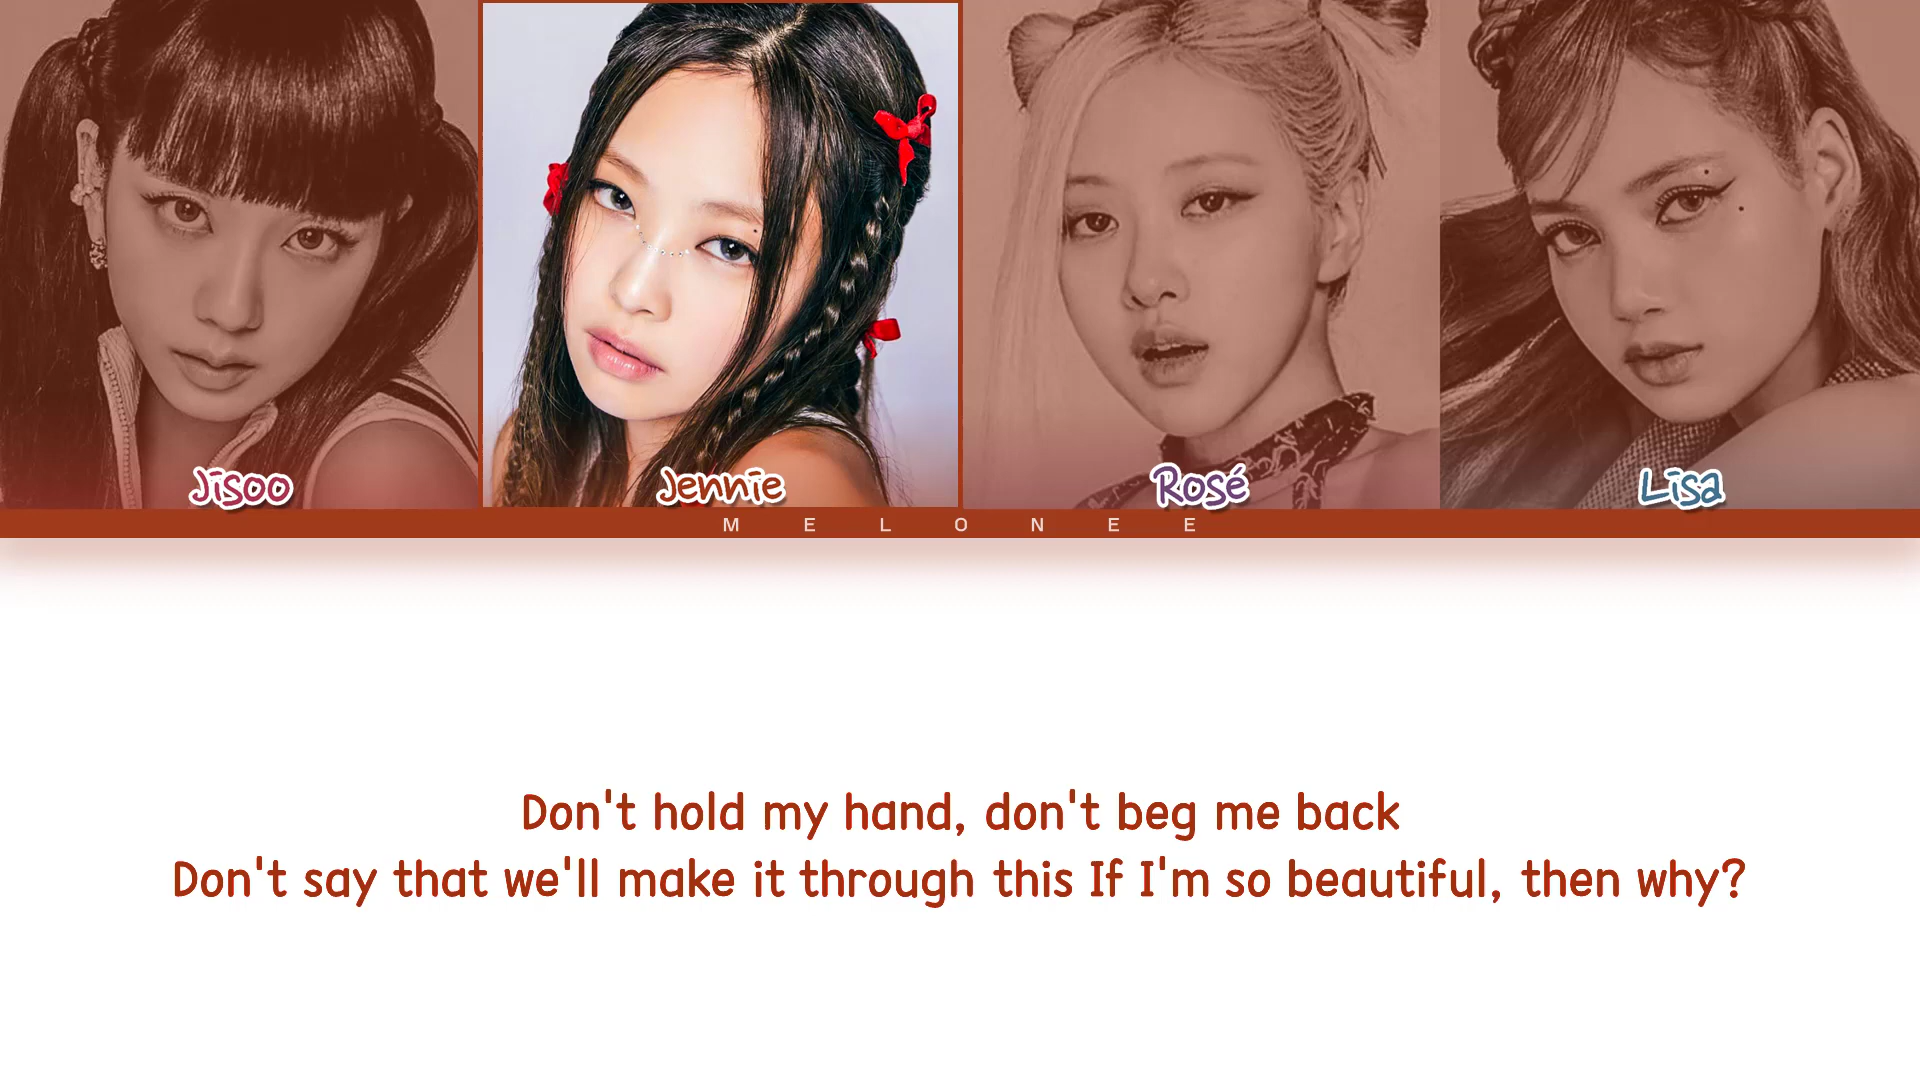 Jisoo
Jennie
Rosé
Lisa
MELONEE
Don't hold my hand, don't beg me back
Don't say that we'll make it through this If I'm so beautiful, then why?